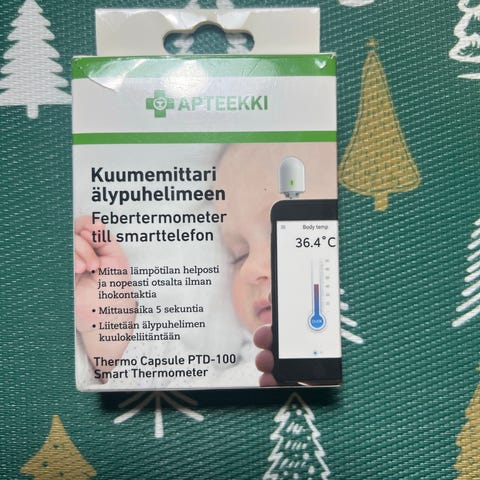 APTEEKKI
Kuumemittari
älypuhelimeen
Febertermometer
till smarttelefon
• Mittaa lämpötilan helposti
ja nopeasti otsalta ilman
ihokontaktia
• Mittausaika 5 sekuntia
• Liitetään älypuhelimen
kuulokeliitäntään
Thermo Capsule PTD-100
Smart Thermometer
Body temp
36.4°C